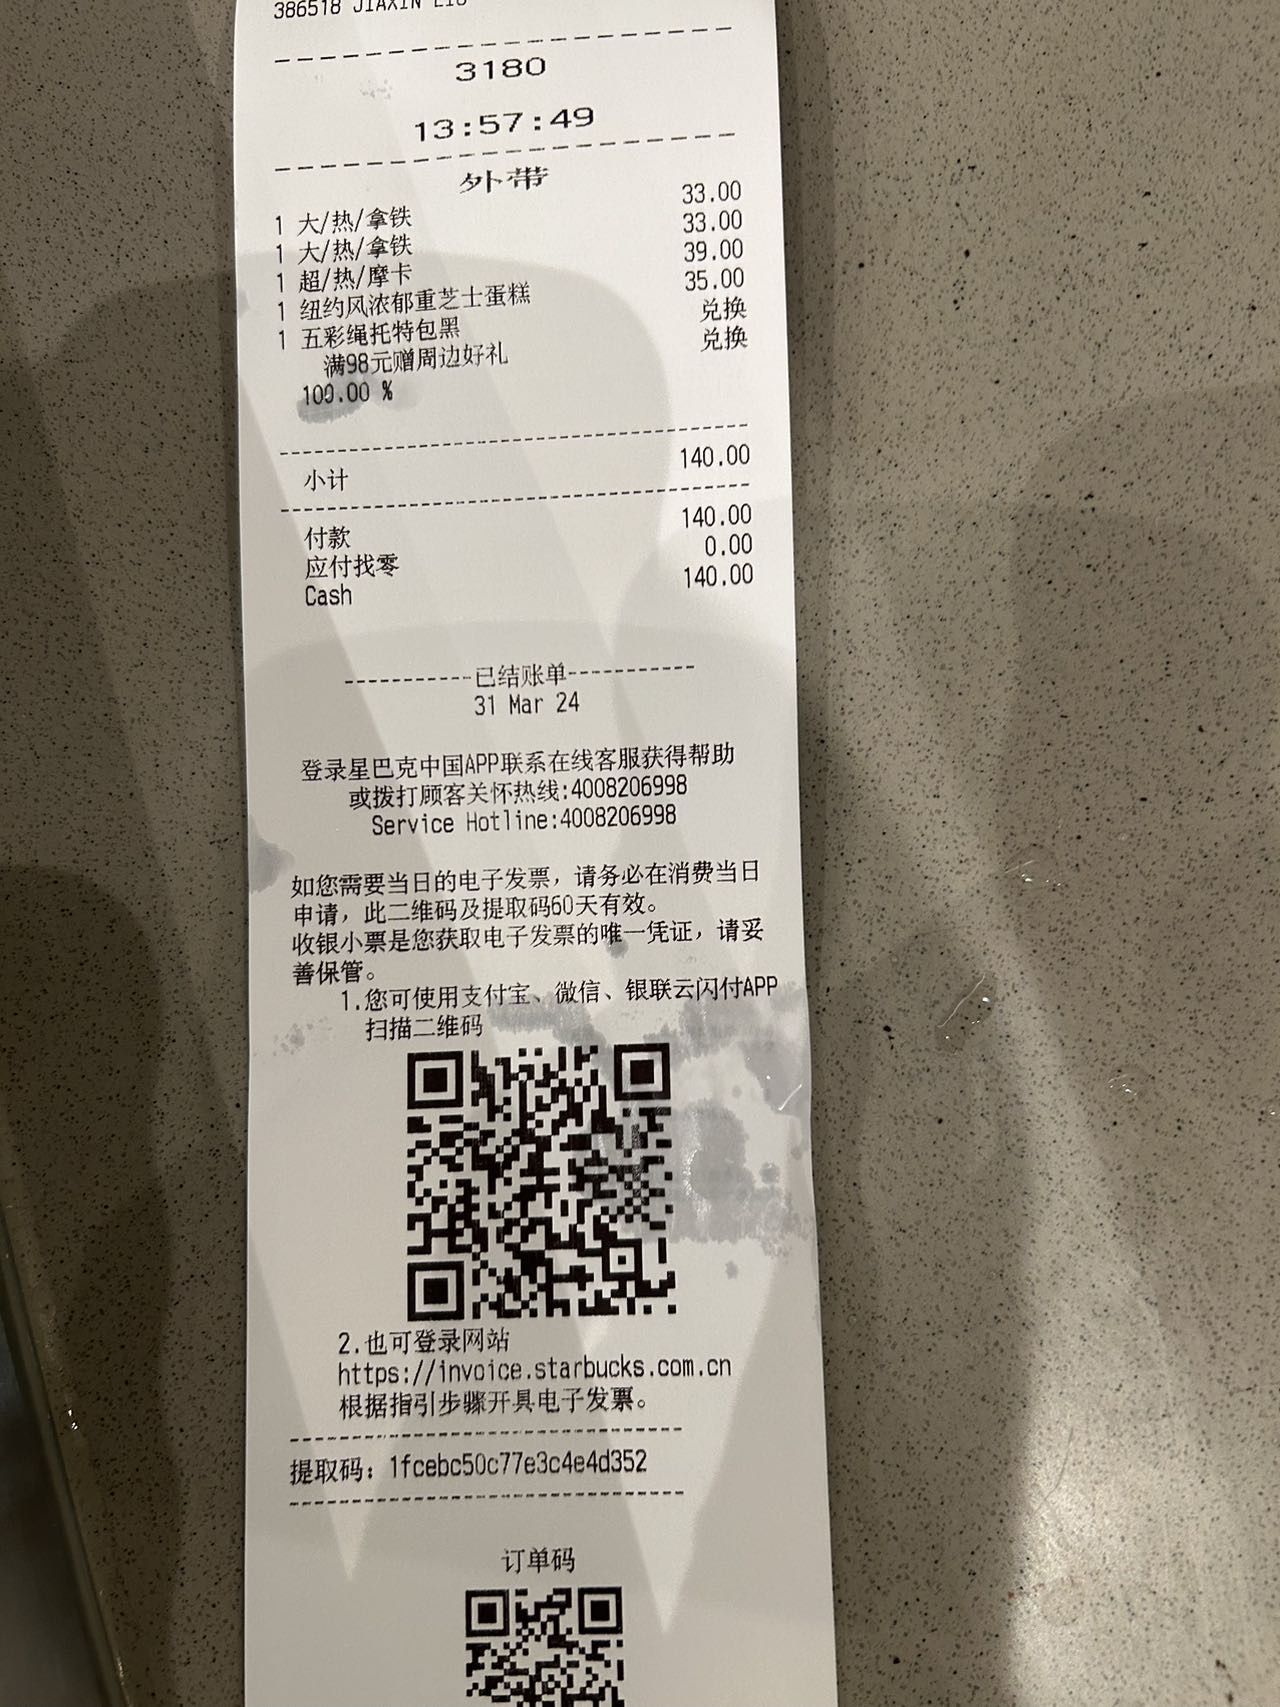 386518 JIAXIN
3180
13:57:49
外带
1 大/热/拿铁 33.00
1 大/热/拿铁 33.00
1 超/热/摩卡 39.00
1 纽约风浓郁重芝士蛋糕 35.00
1 五彩绳托特包黑 兑换
满98元赠周边好礼 兑换
100.00 %
小计 140.00
付款 140.00
应付找零 0.00
Cash 140.00
----------已结账单----------
31 Mar 24
登录星巴克中国APP联系在线客服获得帮助
或拨打顾客关怀热线:4008206998
Service Hotline:4008206998
如您需要当日的电子发票，请务必在消费当日
申请，此二维码及提取码60天有效。
收银小票是您获取电子发票的唯一凭证，请妥
善保管。
1.您可使用支付宝、微信、银联云闪付APP
扫描二维码
2.也可登录网站
https://invoice.starbucks.com.cn
根据指引步骤开具电子发票。
提取码：1fcebc50c77e3c4e4d352
订单码